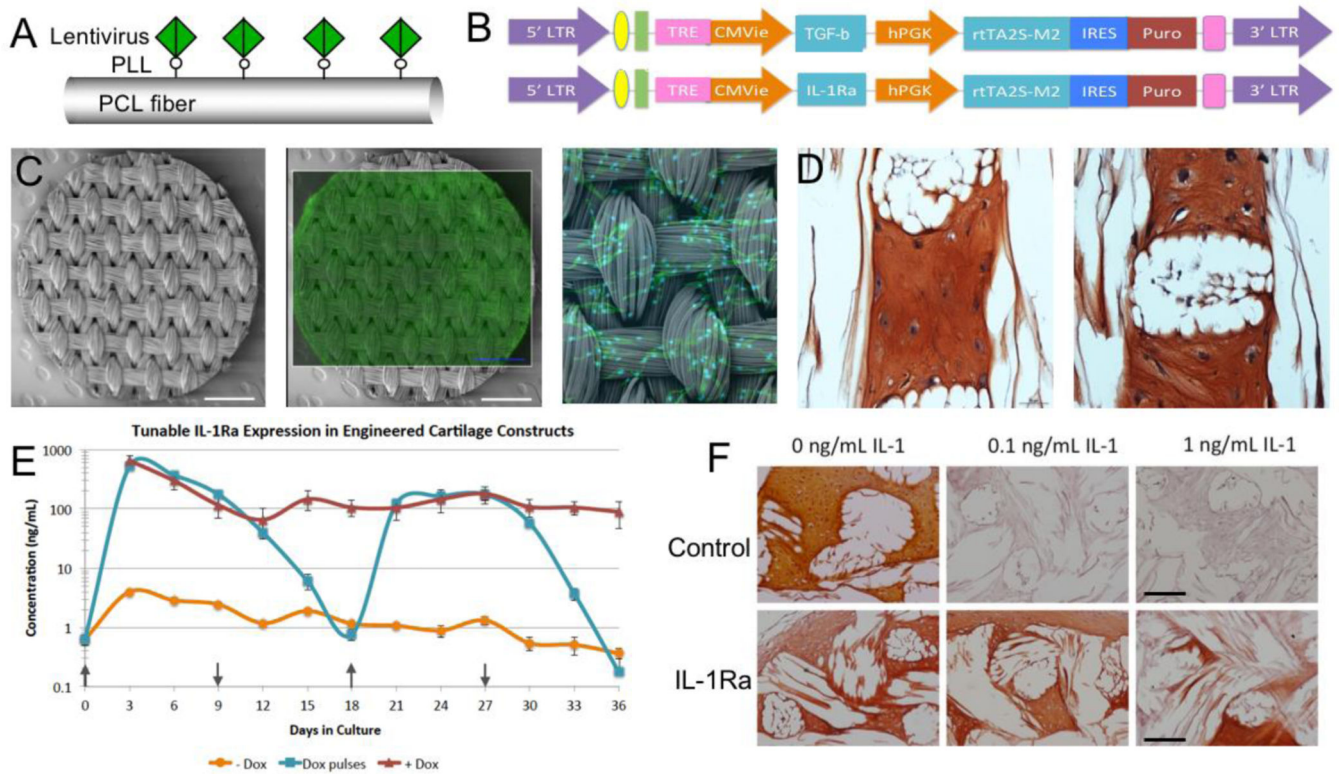 A
Lentivirus
PLL
PCL fiber
B
5' LTR TRE CMVie TGF-b hPGK rtTA2S-M2 IRES Puro 3' LTR
5' LTR TRE CMVie IL-1Ra hPGK rtTA2S-M2 IRES Puro 3' LTR
C
D
E
Tunable IL-1Ra Expression in Engineered Cartilage Constructs
Concentration (ng/mL)
1000
100
10
1
0.1
0 3 6 9 12 15 18 21 24 27 30 33 36
Days in Culture
- Dox Dox pulses + Dox
F
0 ng/mL IL-1 0.1 ng/mL IL-1 1 ng/mL IL-1
Control
IL-1Ra